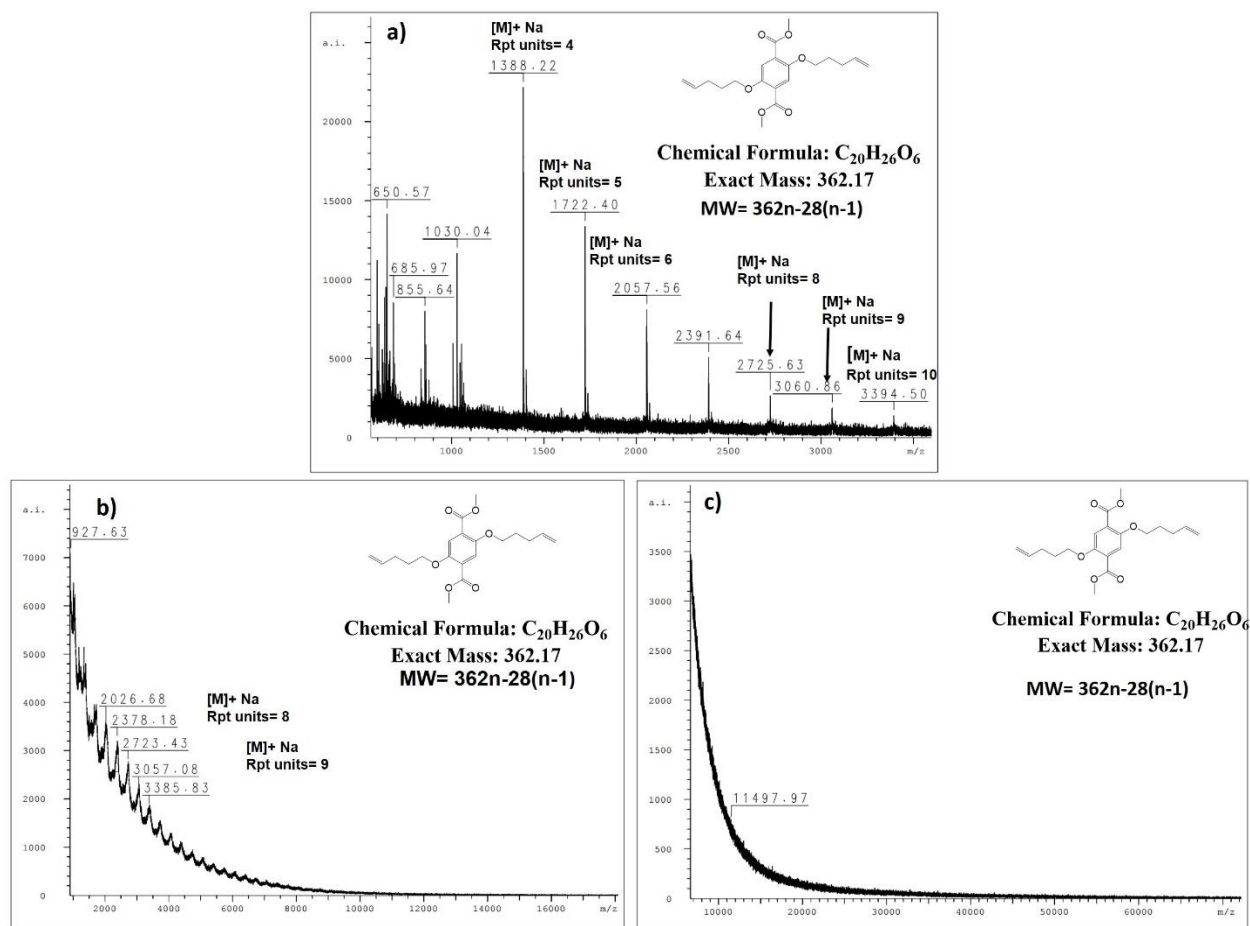 a)
a.i.
[M]+ Na
Rpt units= 4
1388.22
[M]+ Na
Rpt units= 5
1722.40
[M]+ Na
Rpt units= 6
2057.56
2391.64
[M]+ Na
Rpt units= 8
2725.63
[M]+ Na
Rpt units= 9
3060.86
[M]+ Na
Rpt units= 10
3394.50
650.57
1030.04
685.97
855.64
O
O
O
O
O
O
Chemical Formula: C20H26O6
Exact Mass: 362.17
MW= 362n-28(n-1)
20000
15000
10000
5000
0
1000 1500 2000 2500 3000 m/z
b)
a.i.
927.63
2026.68
2378.18
2723.43
3057.08
3385.83
[M]+ Na
Rpt units= 8
[M]+ Na
Rpt units= 9
O
O
O
O
O
O
Chemical Formula: C20H26O6
Exact Mass: 362.17
MW= 362n-28(n-1)
7000
6000
5000
4000
3000
2000
1000
0
2000 4000 6000 8000 10000 12000 14000 16000 m/z
c)
a.i.
11497.97
O
O
O
O
O
O
Chemical Formula: C20H26O6
Exact Mass: 362.17
MW= 362n-28(n-1)
3500
3000
2500
2000
1500
1000
500
0
10000 20000 30000 40000 50000 60000 m/z